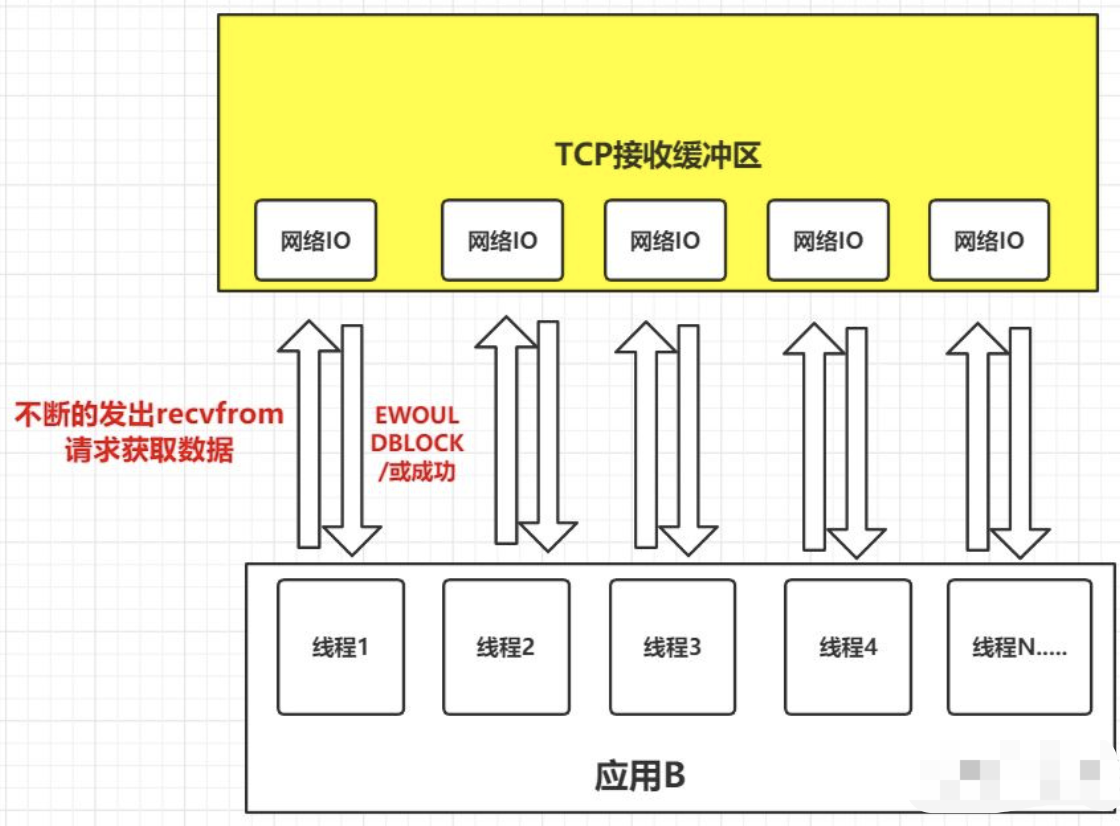 TCP接收缓冲区
网络IO
网络IO
网络IO
网络IO
网络IO
不断的发出recvfrom
请求获取数据
EWOUL
DBLOCK
/或成功
线程1
线程2
线程3
线程4
线程N.....
应用B